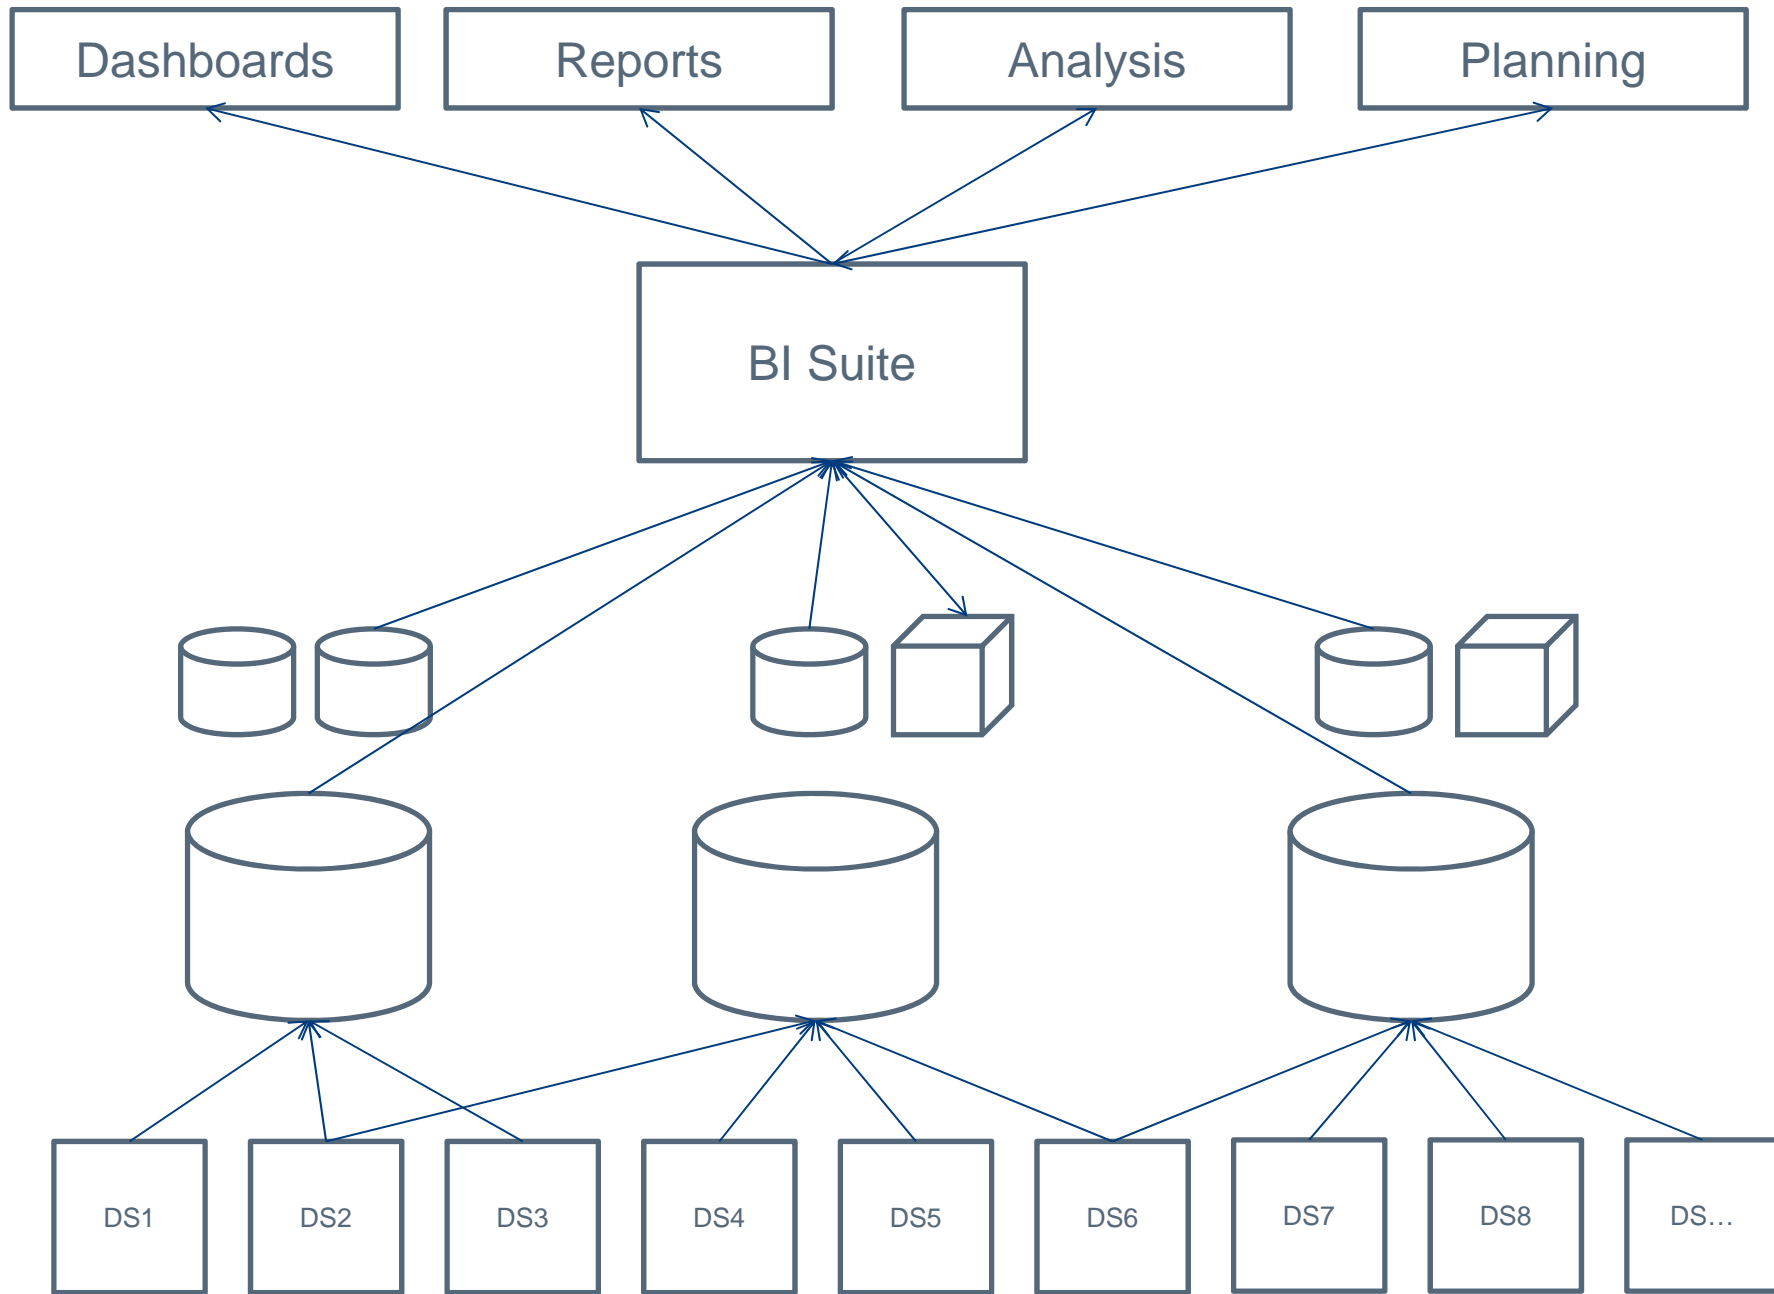 Dashboards
Reports
Analysis
Planning
BI Suite
DS1
DS2
DS3
DS4
DS5
DS6
DS7
DS8
DS…